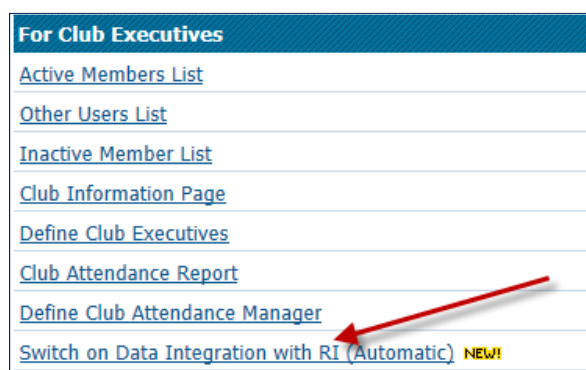 For Club Executives
Active Members List
Other Users List
Inactive Member List
Club Information Page
Define Club Executives
Club Attendance Report
Define Club Attendance Manager
Switch on Data Integration with RI (Automatic) NEW!